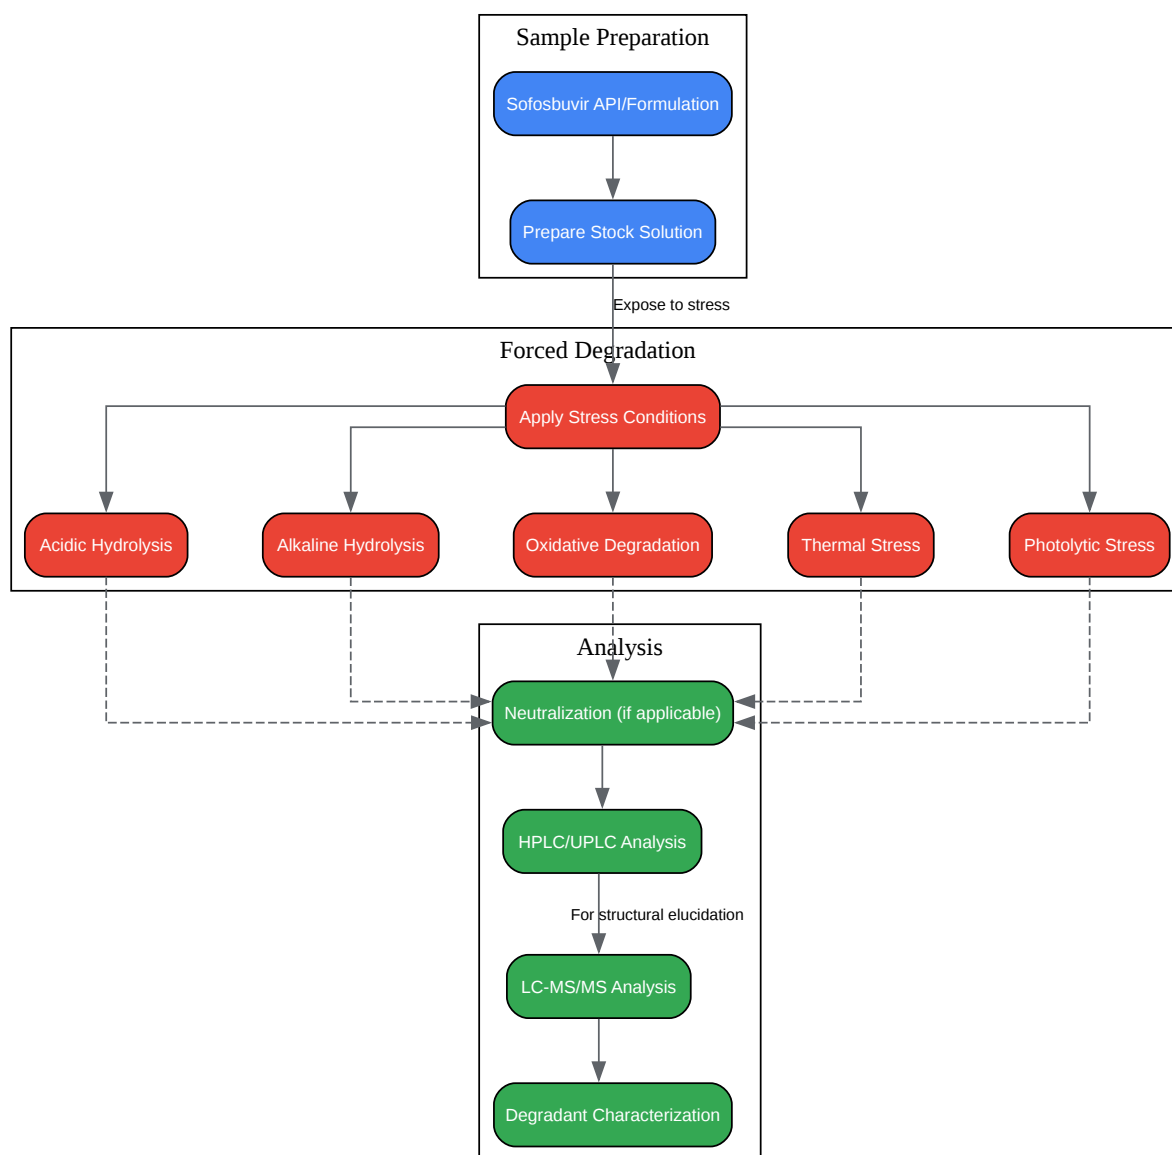 Sample Preparation
Sofosbuvir API/Formulation
Prepare Stock Solution
Expose to stress
Forced Degradation
Apply Stress Conditions
Acidic Hydrolysis
Alkaline Hydrolysis
Oxidative Degradation
Thermal Stress
Photolytic Stress
Analysis
Neutralization (if applicable)
HPLC/UPLC Analysis
For structural elucidation
LC-MS/MS Analysis
Degradant Characterization